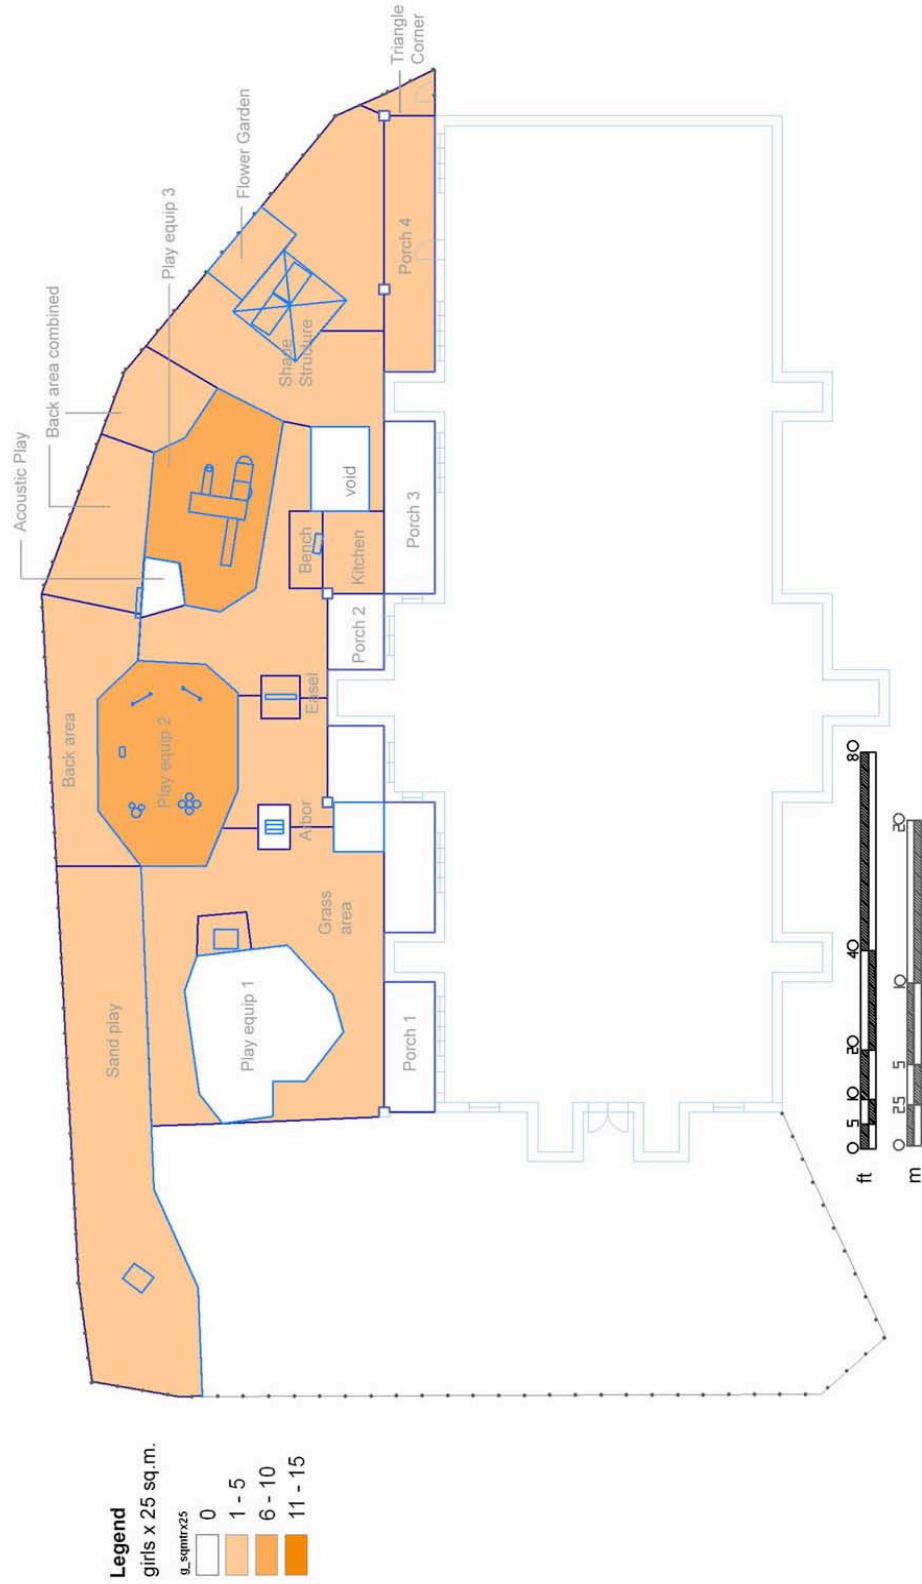 Acoustic Play
Back area combined
Play equip 3
Flower Garden
Triangle
Corner
Sand play
Back area
Play equip 2
Play equip 1
Grass
area
Arbor
Easel
Bench
Kitchen
void
Shade
Structure
Porch 1
Porch 2
Porch 3
Porch 4
Legend
girls x 25 sq.m.
g_sqmtrx25
0
1 - 5
6 - 10
11 - 15
ft
0 5 10 20 40 80
m
0 25 5 10 20